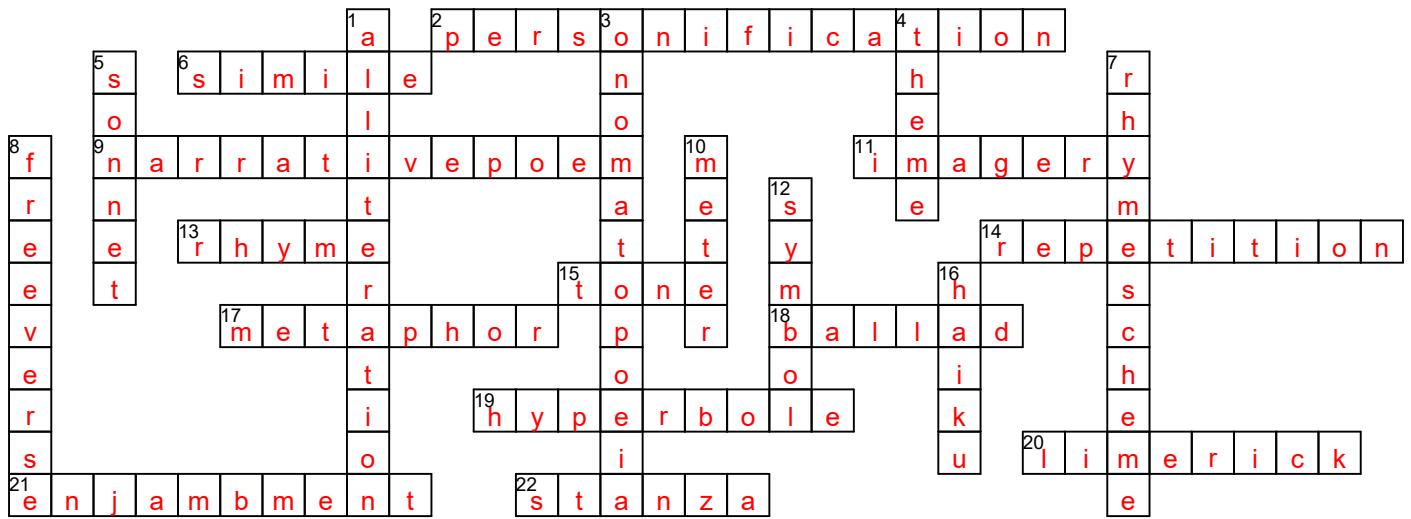 1 a 2 p e r s 3 o n i f i c a 4 t i o n
5 s 6 s i m i l e n h 7 r
o l o e h
8 f 9 n a r r a t i v e p o e m 10 m 11 i m a g e r y
r n t a e 12 s e m
e e 13 r h y m e t t y 14 r e p e t i t i o n
e t r 15 t o n e m 16 h s
v 17 m e t a p h o r p r 18 b a l l a d c
e t o o i h
r i 19 h y p e r b o l e k e
s o i u 20 l i m e r i c k
21 e n j a m b m e n t 22 s t a n z a e